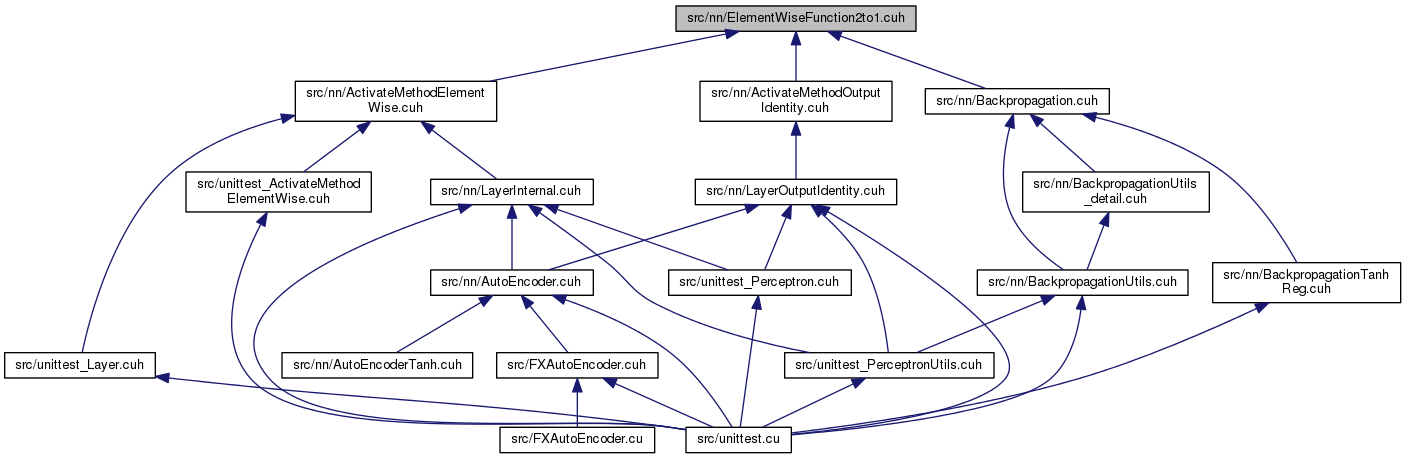 src/nn/ElementWiseFunction2to1.cuh
src/nn/ActivateMethodElement
Wise.cuh
src/nn/ActivateMethodOutput
Identity.cuh
src/nn/Backpropagation.cuh
src/unittest_ActivateMethod
ElementWise.cuh
src/nn/LayerInternal.cuh
src/nn/LayerOutputIdentity.cuh
src/nn/BackpropagationUtils
_detail.cuh
src/nn/AutoEncoder.cuh
src/unittest_Perceptron.cuh
src/nn/BackpropagationUtils.cuh
src/nn/BackpropagationTanh
Reg.cuh
src/unittest_Layer.cuh
src/nn/AutoEncoderTanh.cuh
src/FXAutoEncoder.cuh
src/unittest_PerceptronUtils.cuh
src/FXAutoEncoder.cu
src/unittest.cu